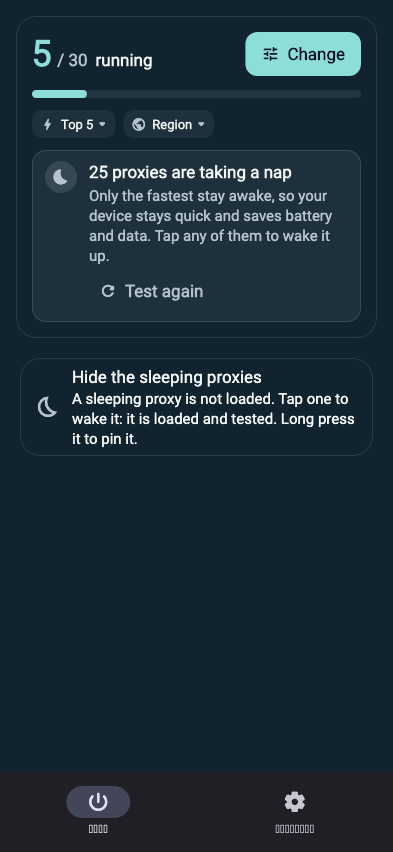 5 / 30 running
Change
Top 5
Region
25 proxies are taking a nap
Only the fastest stay awake, so your
device stays quick and saves battery
and data. Tap any of them to wake it
up.
Test again
Hide the sleeping proxies
A sleeping proxy is not loaded. Tap one to
wake it: it is loaded and tested. Long press
it to pin it.